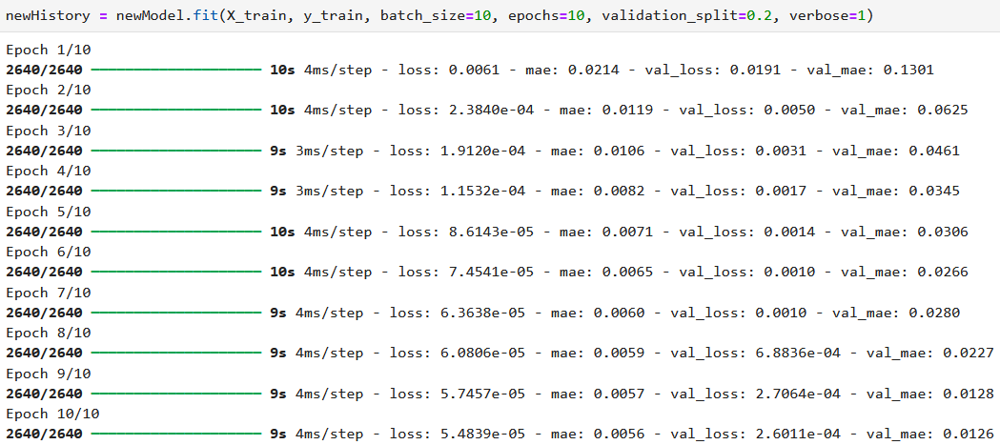 newHistory = newModel.fit(X_train, y_train, batch_size=10, epochs=10, validation_split=0.2, verbose=1)
Epoch 1/10
2640/2640 ━━━━━━━━━━━━━━━━━━━━ 10s 4ms/step - loss: 0.0061 - mae: 0.0214 - val_loss: 0.0191 - val_mae: 0.1301
Epoch 2/10
2640/2640 ━━━━━━━━━━━━━━━━━━━━ 10s 4ms/step - loss: 2.3840e-04 - mae: 0.0119 - val_loss: 0.0050 - val_mae: 0.0625
Epoch 3/10
2640/2640 ━━━━━━━━━━━━━━━━━━━━ 9s 3ms/step - loss: 1.9120e-04 - mae: 0.0106 - val_loss: 0.0031 - val_mae: 0.0461
Epoch 4/10
2640/2640 ━━━━━━━━━━━━━━━━━━━━ 9s 3ms/step - loss: 1.1532e-04 - mae: 0.0082 - val_loss: 0.0017 - val_mae: 0.0345
Epoch 5/10
2640/2640 ━━━━━━━━━━━━━━━━━━━━ 10s 4ms/step - loss: 8.6143e-05 - mae: 0.0071 - val_loss: 0.0014 - val_mae: 0.0306
Epoch 6/10
2640/2640 ━━━━━━━━━━━━━━━━━━━━ 10s 4ms/step - loss: 7.4541e-05 - mae: 0.0065 - val_loss: 0.0010 - val_mae: 0.0266
Epoch 7/10
2640/2640 ━━━━━━━━━━━━━━━━━━━━ 9s 4ms/step - loss: 6.3638e-05 - mae: 0.0060 - val_loss: 0.0010 - val_mae: 0.0280
Epoch 8/10
2640/2640 ━━━━━━━━━━━━━━━━━━━━ 9s 4ms/step - loss: 6.0806e-05 - mae: 0.0059 - val_loss: 6.8836e-04 - val_mae: 0.0227
Epoch 9/10
2640/2640 ━━━━━━━━━━━━━━━━━━━━ 9s 4ms/step - loss: 5.7457e-05 - mae: 0.0057 - val_loss: 2.7064e-04 - val_mae: 0.0128
Epoch 10/10
2640/2640 ━━━━━━━━━━━━━━━━━━━━ 9s 4ms/step - loss: 5.4839e-05 - mae: 0.0056 - val_loss: 2.6011e-04 - val_mae: 0.0126